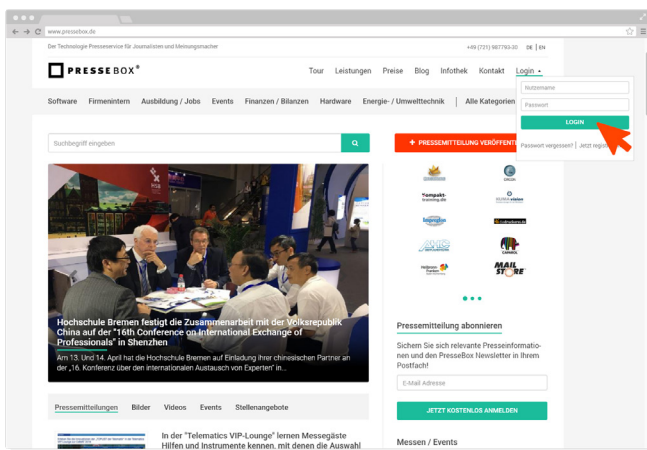 www.pressebox.de
Der Technologie Presseservice für Journalisten und Meinungsmacher
+49 (721) 987793-30 DE | EN
PRESSEBOX®
Tour Leistungen Preise Blog Infothek Kontakt Login
Nutzername
Passwort
LOGIN
Passwort vergessen? | Jetzt
Software Firmenintern Ausbildung / Jobs Events Finanzen / Bilanzen Hardware Energie- / Umwelttechnik | Alle Kategorien
Suchbegriff eingeben
+ PRESSEMITTEILUNG
Kompakt-
training.de
CAPAROL
MAIL
STORE
Hochschule Bremen festigt die Zusammenarbeit mit der Volksrepublik
China auf der "16th Conference on International Exchange of
Professionals" in Shenzhen
Am 13. Und 14. April hat die Hochschule Bremen auf Einladung ihrer chinesischen Partner an
der „16. Konferenz über den internationalen Austausch von Experten" in...
Pressemitteilung abonnieren
Sichern Sie sich relevante Presseinformatio-
nen und den PresseBox Newsletter in Ihrem
Postfach!
E-Mail Adresse
JETZT KOSTENLOS ANMELDEN
Pressemitteilungen Bilder Videos Events Stellenangebote
In der "Telematics VIP-Lounge" lernen Messegäste
Hilfen und Instrumente kennen, mit denen die Auswahl
Messen / Events